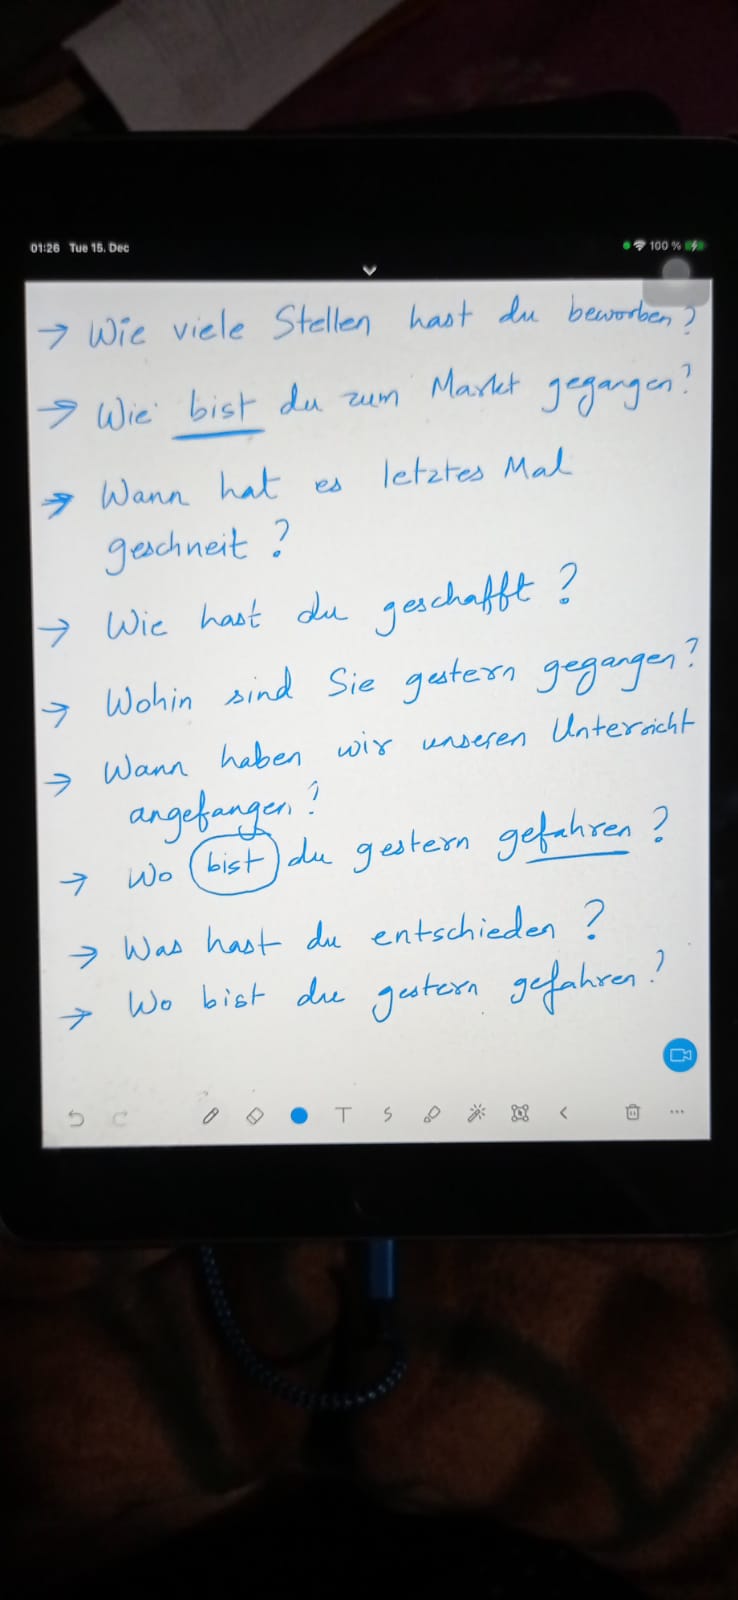 01:26 Tue 15. Dec 100 %
→ Wie viele Stellen hast du beworben?
→ Wie bist du zum Markt gegangen?
→ Wann hat es letztes Mal
geschneit?
→ Wie hast du geschafft?
→ Wohin sind Sie gestern gegangen?
→ Wann haben wir unseren Unterricht
angefangen?
→ Wo bist du gestern gefahren?
→ Was hast du entschieden?
→ Wo bist du gestern gefahren?
T S